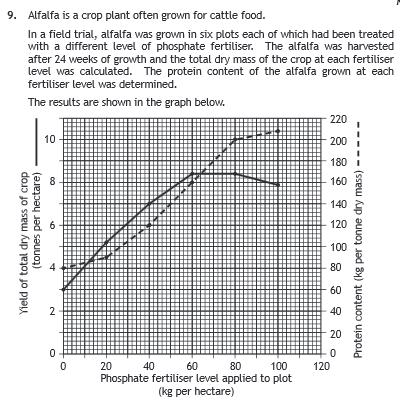 9. Alfalfa is a crop plant often grown for cattle food.
In a field trial, alfalfa was grown in six plots each of which had been treated
with a different level of phosphate fertiliser. The alfalfa was harvested
after 24 weeks of growth and the total dry mass of the crop at each fertiliser
level was calculated. The protein content of the alfalfa grown at each
fertiliser level was determined.
The results are shown in the graph below.
Yield of total dry mass of crop
(tonnes per hectare)
10
8
6
4
2
0
220
200
180
160
140
120
100
80
60
40
20
0
Protein content (kg per tonne dry mass)
0 20 40 60 80 100 120
Phosphate fertiliser level applied to plot
(kg per hectare)